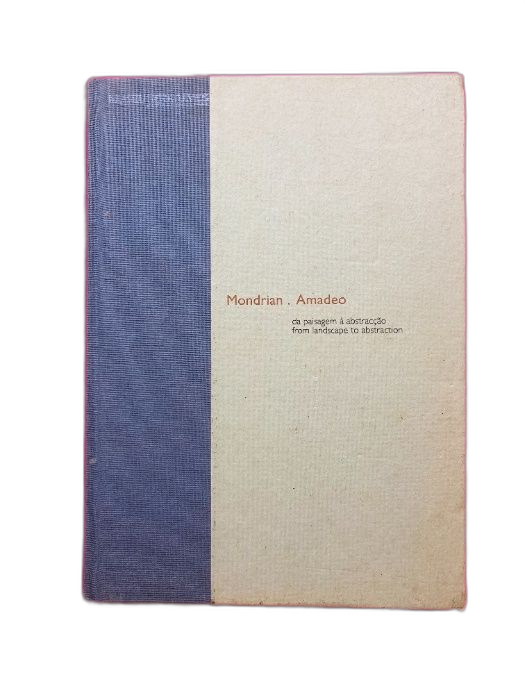 Mondrian . Amadeo
da paisagem à abstracção
from landscape to abstraction